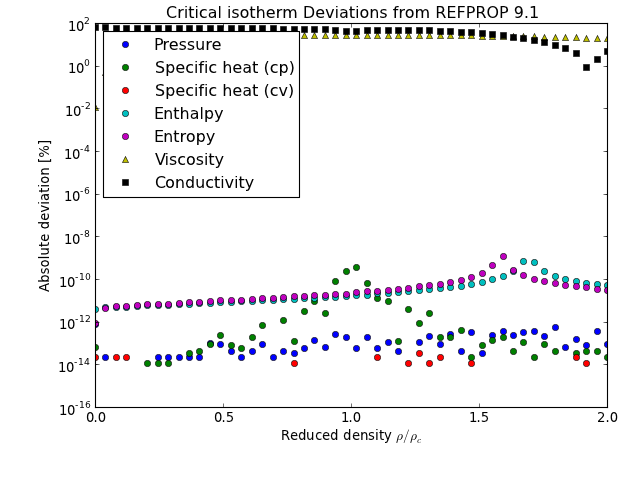 Critical isotherm Deviations from REFPROP 9.1
Absolute deviation [%]
10^2
10^0
10^-2
10^-4
10^-6
10^-8
10^-10
10^-12
10^-14
10^-16
Pressure
Specific heat (cp)
Specific heat (cv)
Enthalpy
Entropy
Viscosity
Conductivity
0.0 0.5 1.0 1.5 2.0
Reduced density ρ/ρ_c